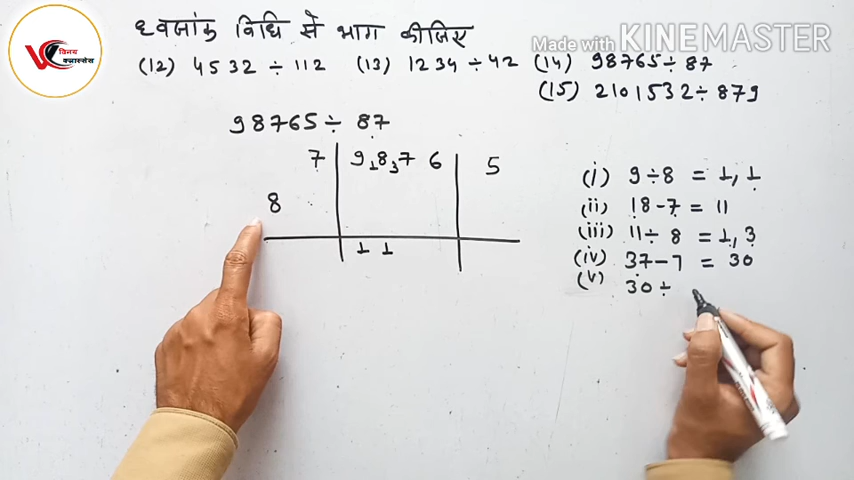 ध्वजांक विधि से भाग कीजिए
Made with KINEMASTER
VC विनय क्लासेस
(12) 4532 ÷ 112 (13) 1234 ÷ 42 (14) 98765 ÷ 87
(15) 2101532 ÷ 879
98765 ÷ 87
7 9 1 8 3 7 6 5
8
1 1
(i) 9 ÷ 8 = 1, 1
(ii) 18 - 7 = 11
(iii) 11 ÷ 8 = 1, 3
(iv) 37 - 7 = 30
(v) 30 ÷